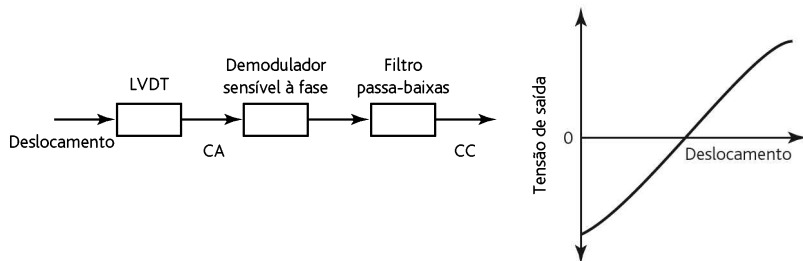 LVDT
Demodulador
sensível à fase
Filtro
passa-baixas
Deslocamento
CA
CC
Tensão de saída
0
Deslocamento